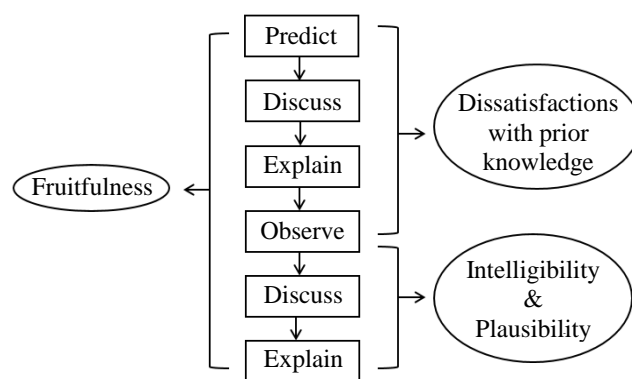 Predict
Discuss
Explain
Observe
Discuss
Explain
Fruitfulness
Dissatisfactions
with prior
knowledge
Intelligibility
&
Plausibility